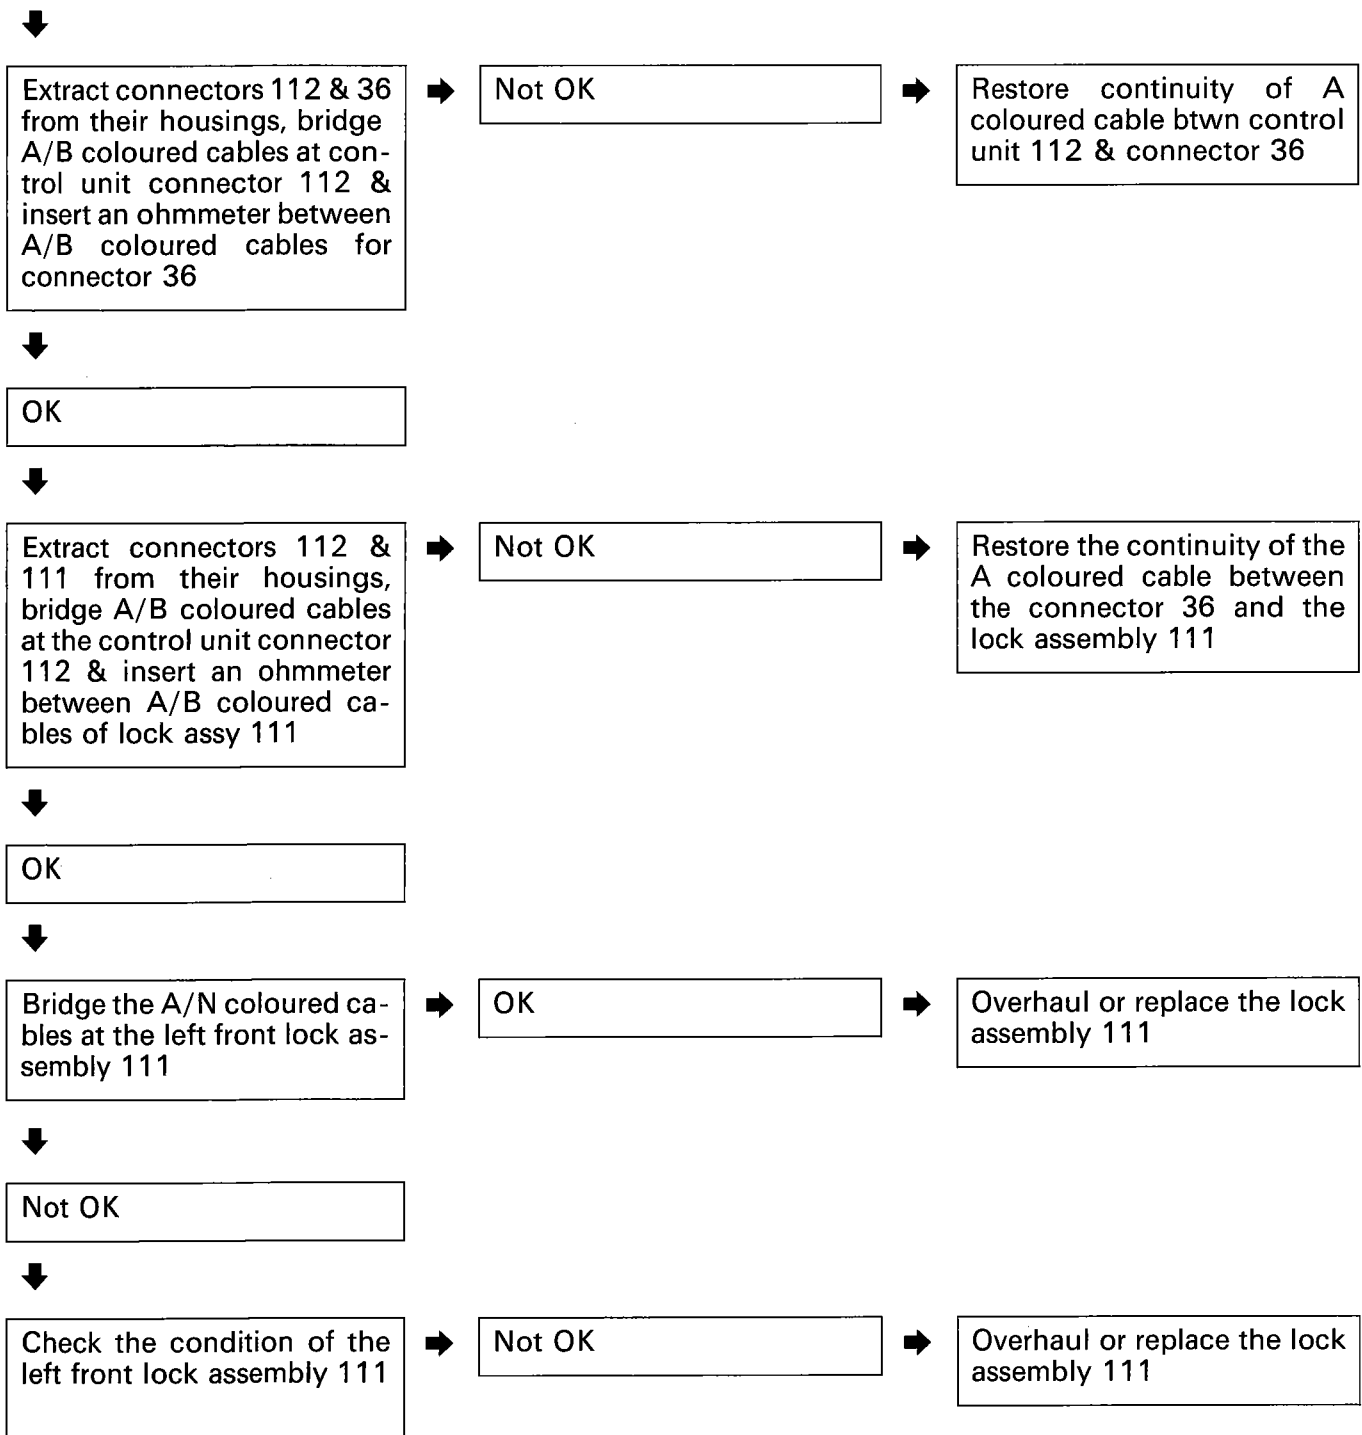 Extract connectors 112 & 36
from their housings, bridge
A/B coloured cables at con-
trol unit connector 112 &
insert an ohmmeter between
A/B coloured cables for
connector 36
Not OK
Restore continuity of A
coloured cable btwn control
unit 112 & connector 36
OK
Extract connectors 112 &
111 from their housings,
bridge A/B coloured cables
at the control unit connector
112 & insert an ohmmeter
between A/B coloured ca-
bles of lock assy 111
Not OK
Restore the continuity of the
A coloured cable between
the connector 36 and the
lock assembly 111
OK
Bridge the A/N coloured ca-
bles at the left front lock as-
sembly 111
OK
Overhaul or replace the lock
assembly 111
Not OK
Check the condition of the
left front lock assembly 111
Not OK
Overhaul or replace the lock
assembly 111